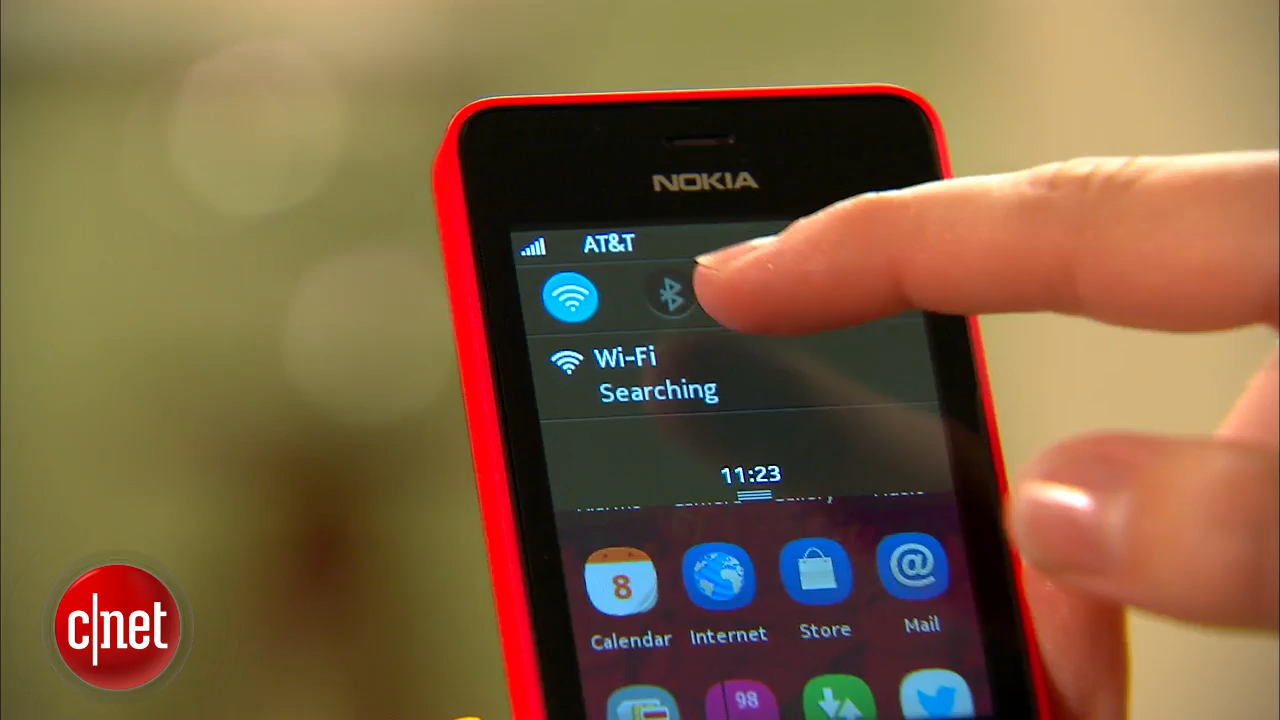 NOKIA
AT&T
Wi-Fi
Searching
11:23
8
Calendar
Internet
Store
@
Mail
98
c|net